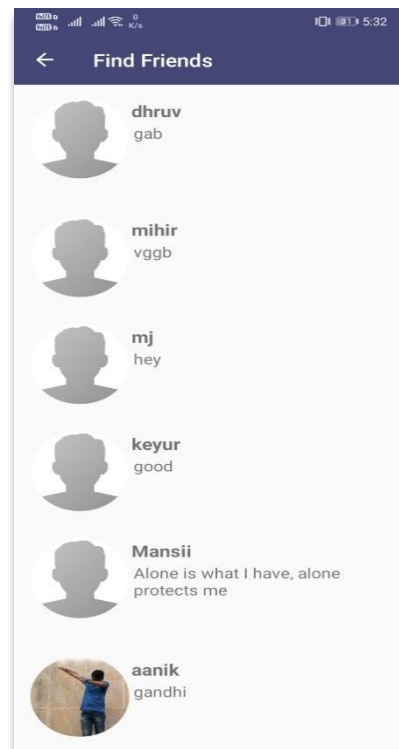 0
K/s
5:32
Find Friends
dhruv
gab
mihir
vggb
mj
hey
keyur
good
Mansii
Alone is what I have, alone
protects me
aanik
gandhi